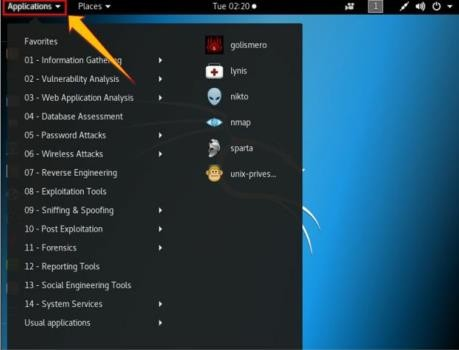 Applications Places Tue 02:20 1
Favorites
01 - Information Gathering
02 - Vulnerability Analysis
03 - Web Application Analysis
04 - Database Assessment
05 - Password Attacks
06 - Wireless Attacks
07 - Reverse Engineering
08 - Exploitation Tools
09 - Sniffing & Spoofing
10 - Post Exploitation
11 - Forensics
12 - Reporting Tools
13 - Social Engineering Tools
14 - System Services
Usual applications
golismero
lynis
nikto
nmap
sparta
unix-prives...